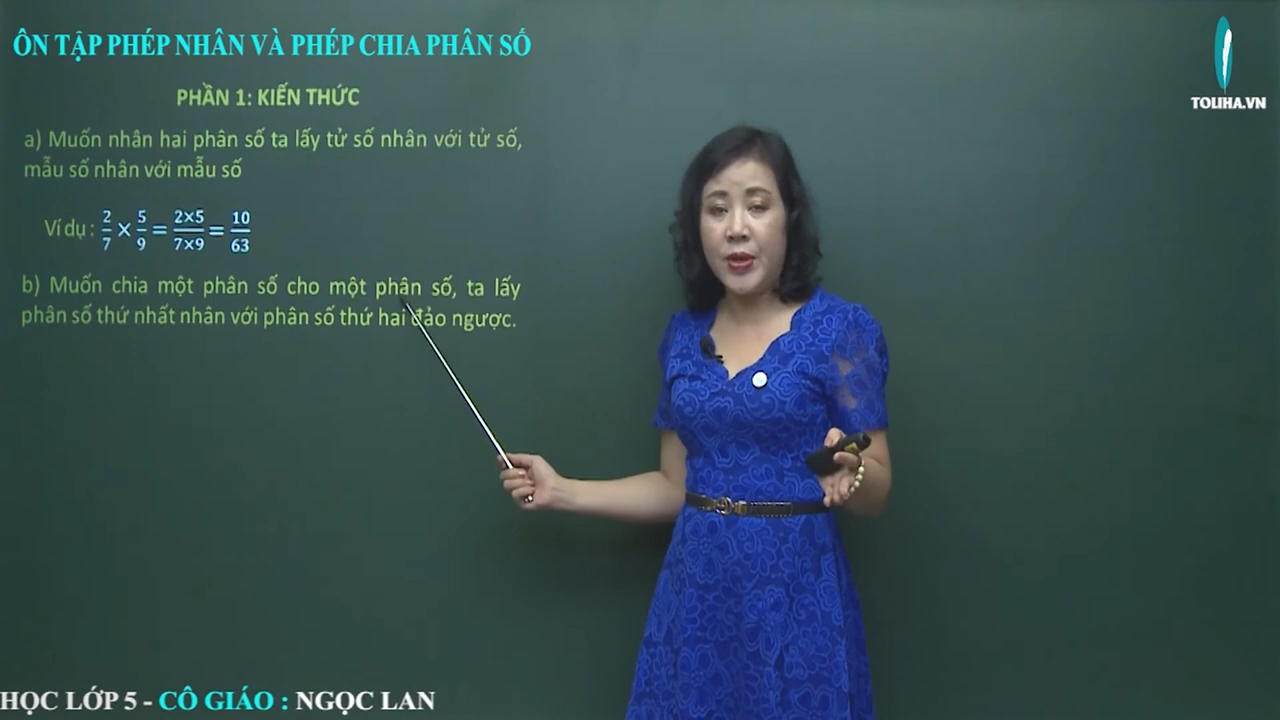 ÔN TẬP PHÉP NHÂN VÀ PHÉP CHIA PHÂN SỐ
TOLIHA.VN
PHẦN 1: KIẾN THỨC
a) Muốn nhân hai phân số ta lấy tử số nhân với tử số,
mẫu số nhân với mẫu số
Ví dụ : 2/7 × 5/9 = 2×5/7×9 = 10/63
b) Muốn chia một phân số cho một phân số, ta lấy
phân số thứ nhất nhân với phân số thứ hai đảo ngược.
HỌC LỚP 5 - CÔ GIÁO : NGỌC LAN